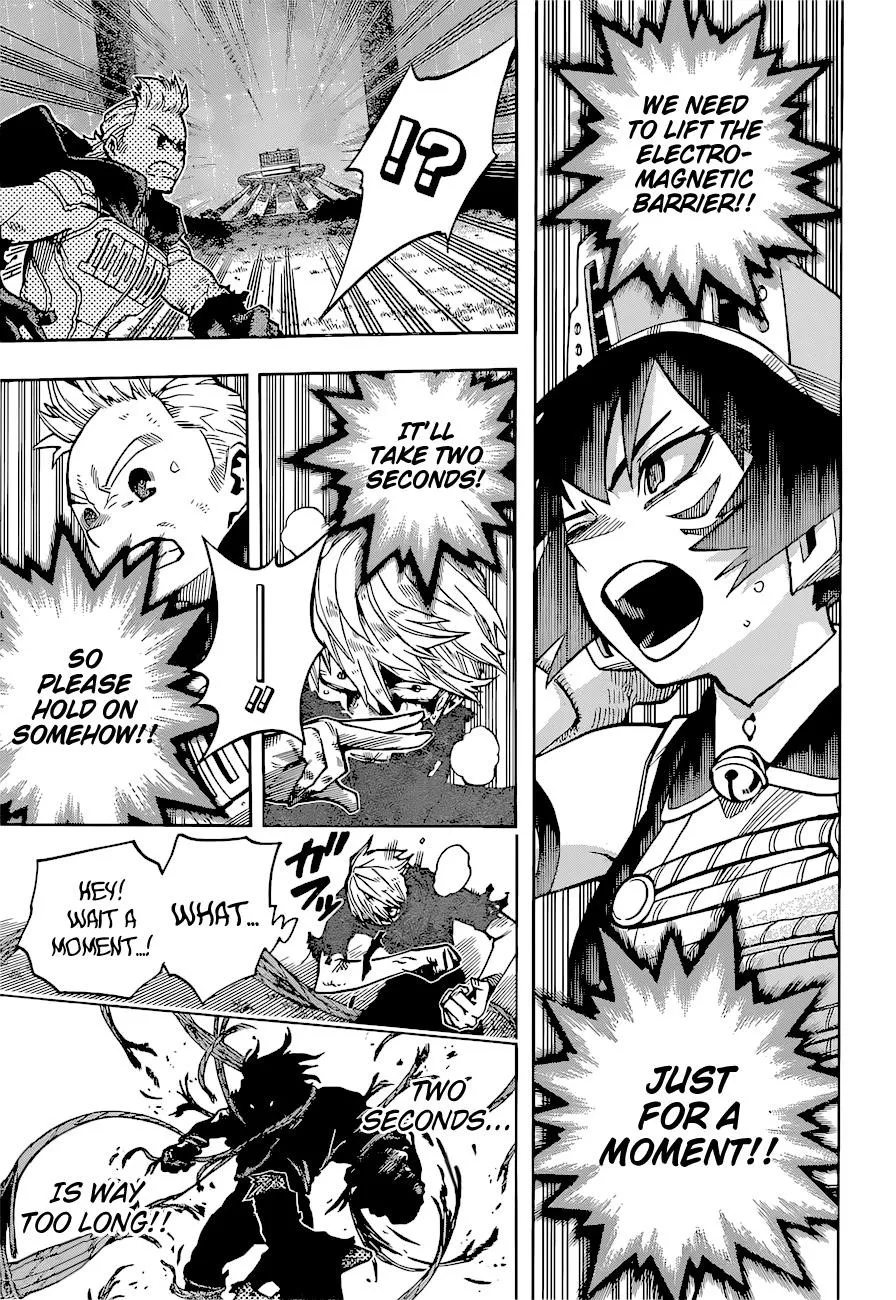 WE NEED
TO LIFT THE
ELECTRO-
MAGNETIC
BARRIER!!
JUST
FOR A
MOMENT!!
!?
IT'LL
TAKE TWO
SECONDS!
—!!
SO
PLEASE
HOLD ON
SOMEHOW!!
ガフッ
WHAT...
HEY!
WAIT A
MOMENT...!
TWO
SECONDS...
IS WAY
TOO LONG!!